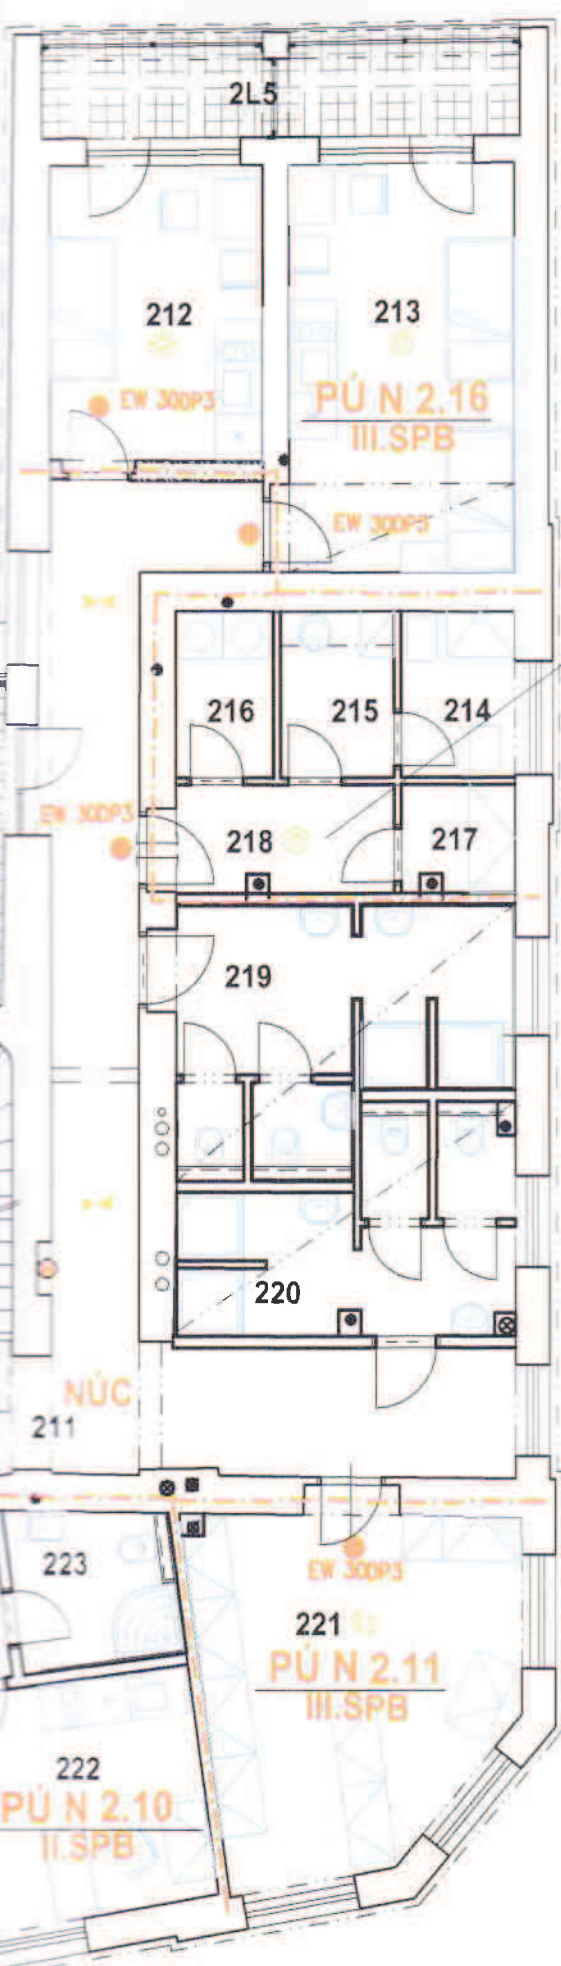 2L5
212
213
EW 30DP3
PÚ N 2.16
III.SPB
EW 30DP3
216
215
214
EW 30DP3
218
217
219
220
NÚC
211
223
EW 30DP3
221
PÚ N 2.11
III.SPB
222
PÚ N 2.10
II.SPB